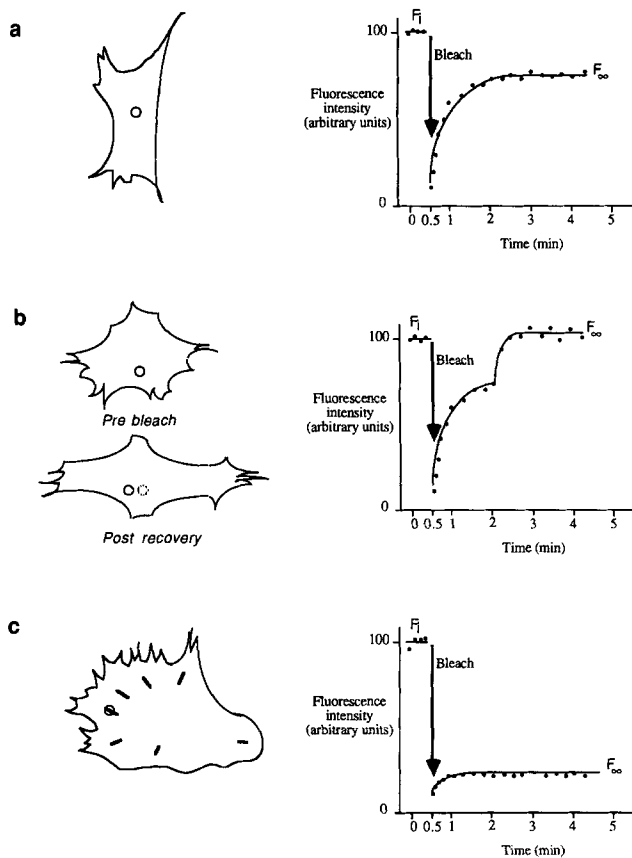 a
Fi
100
Bleach
F∞
Fluorescence
intensity
(arbitrary units)
0
0 0.5 1 2 3 4 5
Time (min)
b
Pre bleach
Post recovery
Fi
100
Bleach
F∞
Fluorescence
intensity
(arbitrary units)
0
0 0.5 1 2 3 4 5
Time (min)
c
Fi
100
Bleach
Fluorescence
intensity
(arbitrary units)
F∞
0
0 0.5 1 2 3 4 5
Time (min)